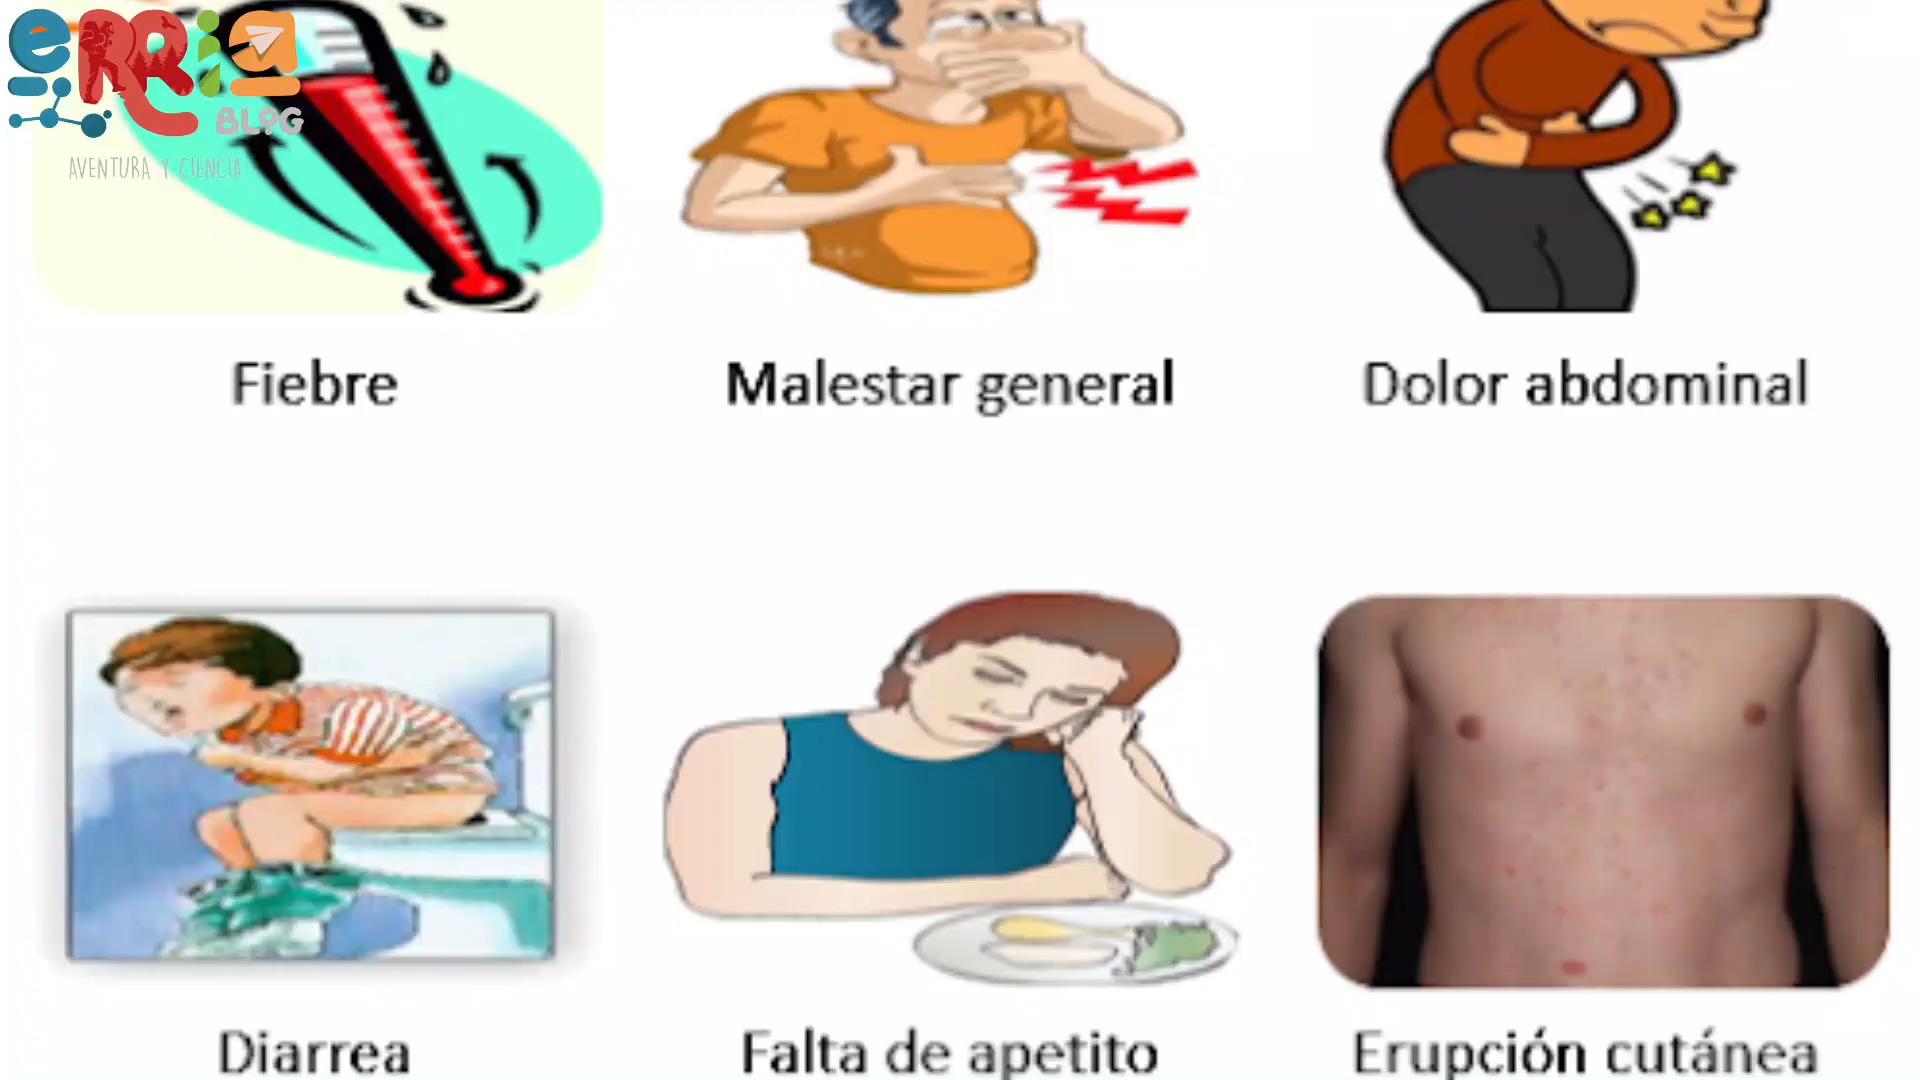 eRRia
BLOG
AVENTURA Y CIENCIA
Fiebre
Malestar general
Dolor abdominal
Diarrea
Falta de apetito
Erupción cutánea